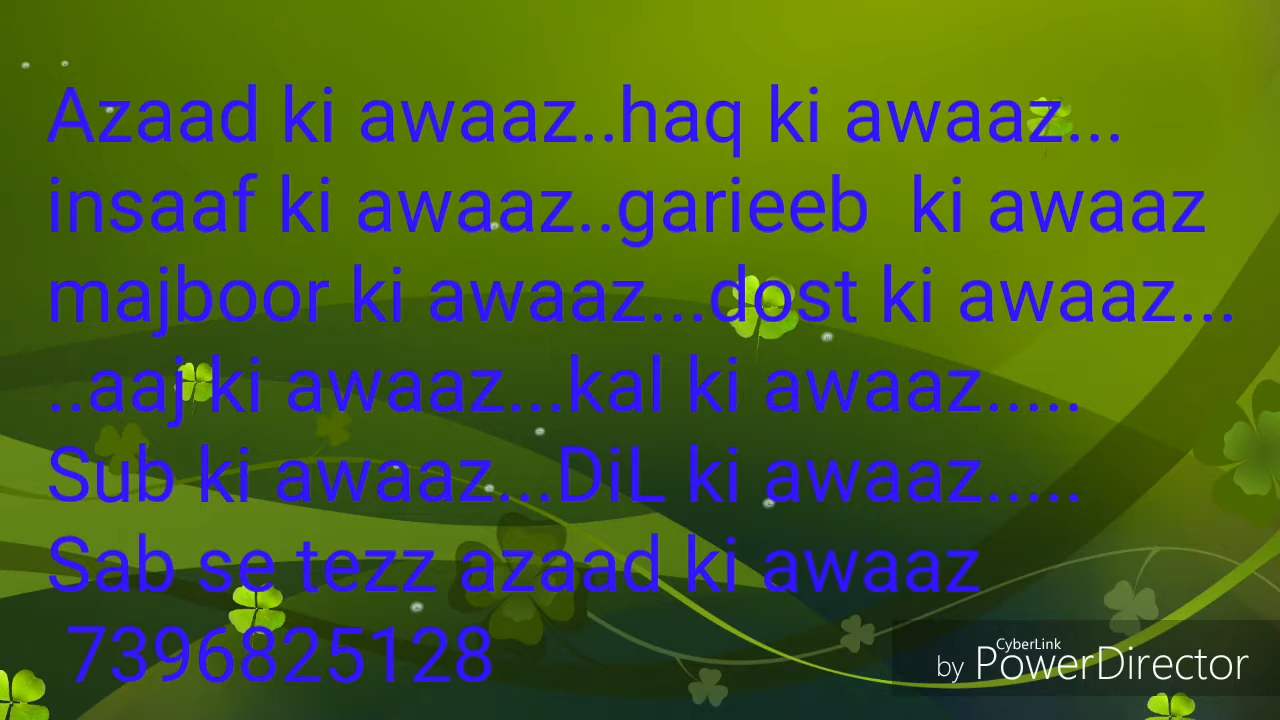 Azaad ki awaaz..haq ki awaaz...
insaaf ki awaaz..garieeb  ki awaaz
majboor ki awaaz...dost ki awaaz...
..aaj ki awaaz...kal ki awaaz.....
Sub ki awaaz...DiL ki awaaz.....
Sab se tezz azaad ki awaaz
7396825128
CyberLink
by PowerDirector